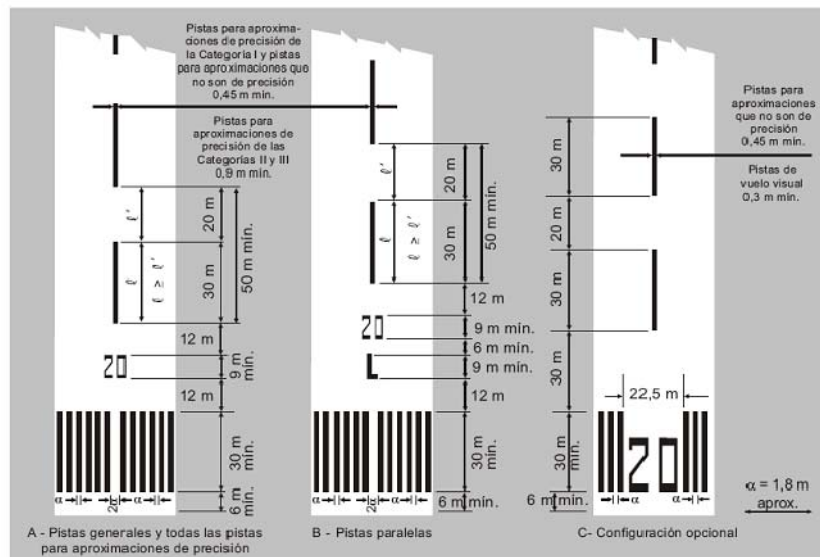 Pistas para aproxima-
ciones de precisión de
la Categoría I y pistas
para aproximaciones que
no son de precisión
0,45 m mín.
Pistas para
aproximaciones de
precisión de las
Categorías II y III
0,9 m mín.
Pistas para
aproximaciones
que no son de
precisión
0,45 m mín.
Pistas de
vuelo visual
0,3 m mín.
ℓ'
20 m
50 m mín.
ℓ
ℓ ≥ ℓ'
30 m
12 m
20
9 m
mín.
12 m
30 m
mín.
α
α
2α
6 m
mín.
A - Pistas generales y todas las pistas
para aproximaciones de precisión
ℓ'
20 m
50 m mín.
ℓ
ℓ ≥ ℓ'
30 m
12 m
20
9 m mín.
6 m mín.
L
9 m mín.
12 m
30 m
mín.
α
2α
α
6 m mín.
B - Pistas paralelas
30 m
20 m
30 m
30 m
22,5 m
30 m
mín.
20
α
α
6 m mín.
α = 1,8 m
aprox.
C- Configuración opcional